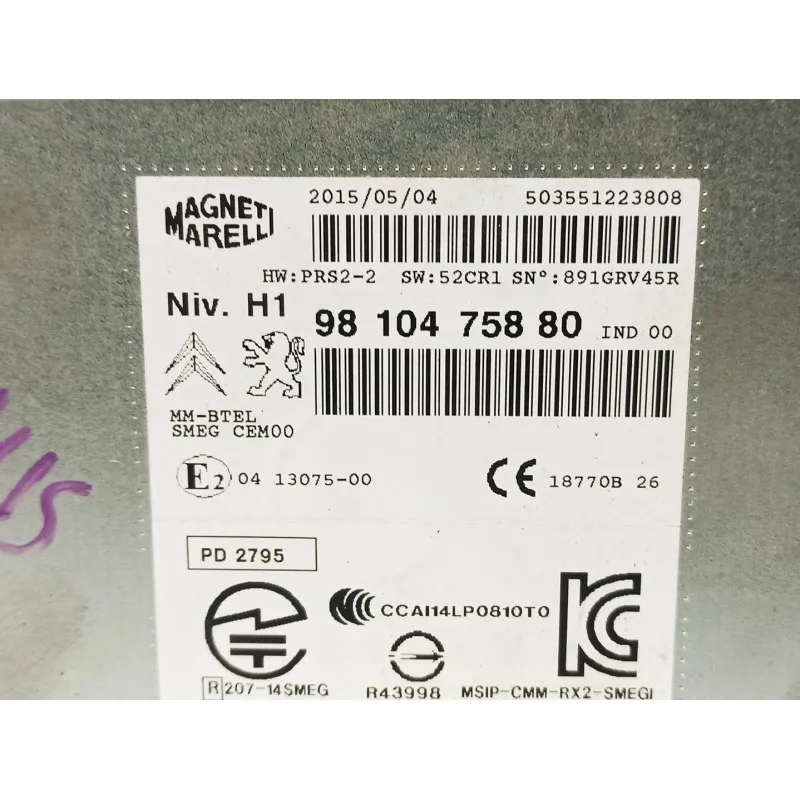 MAGNETI MARELLI
2015/05/04 503551223808
HW:PRS2-2 SW:52CR1 SN°:891GRV45R
Niv. H1
98 104 758 80 IND 00
MM-BTEL
SMEG CEM00
E2 04 13075-00
CE 18770B 26
PD 2795
CCAI14LP0810T0
R 207-14SMEG
R43998
MSIP-CMM-RX2-SMEGI